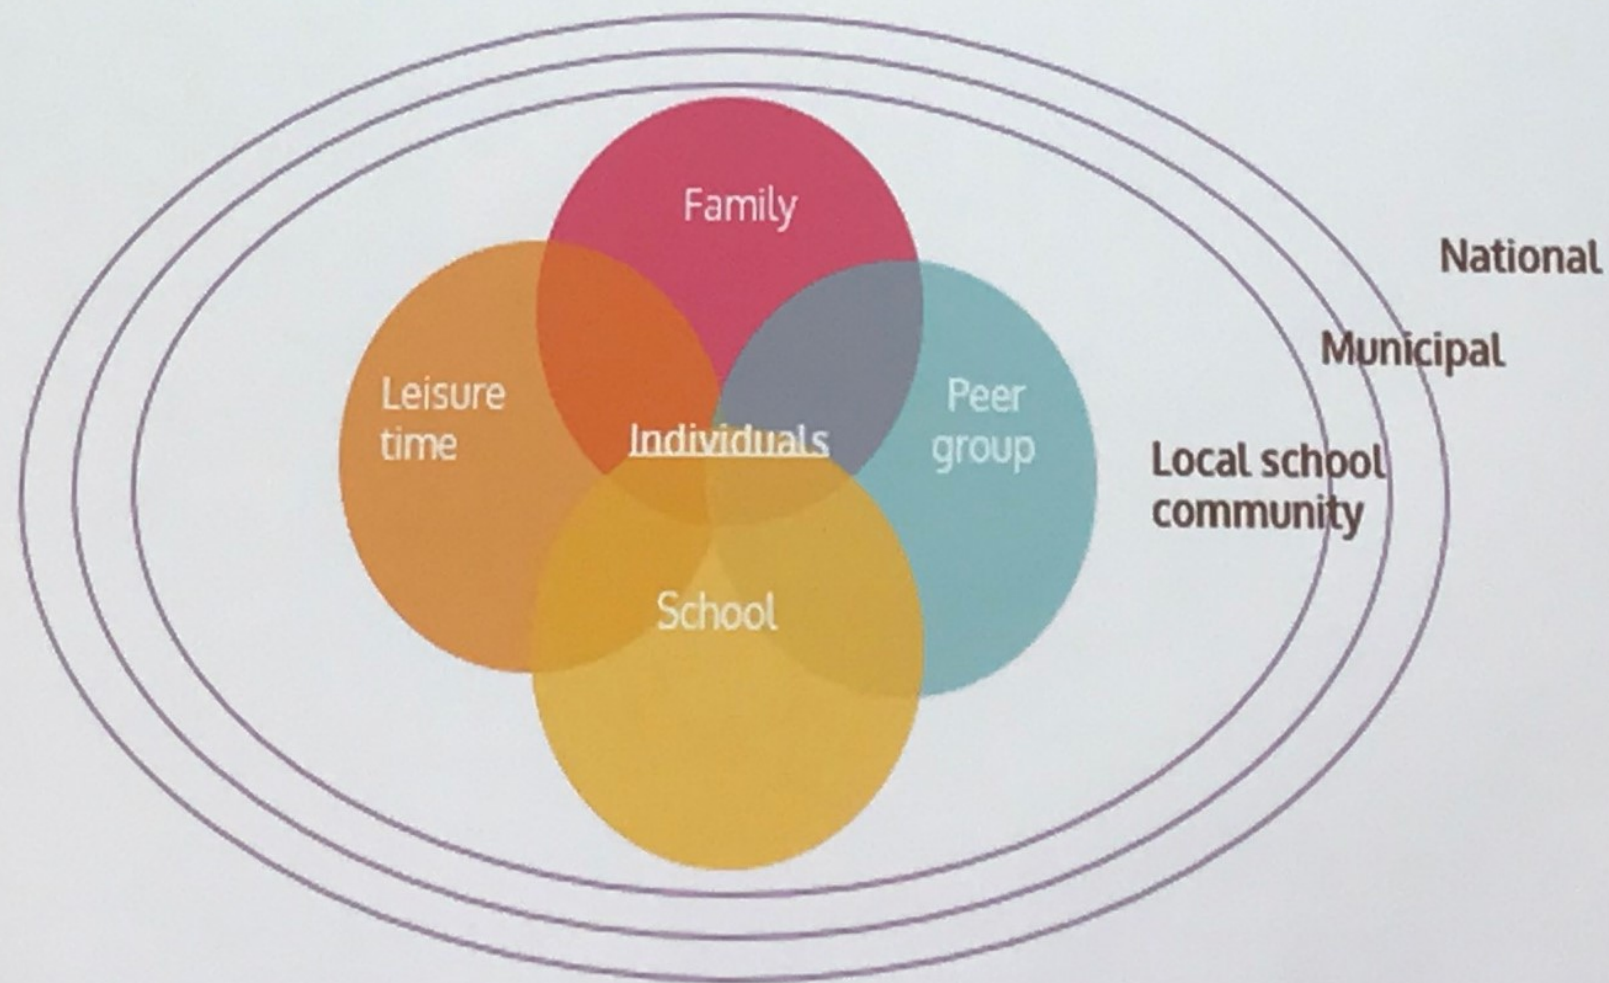 Family
National
Municipal
Leisure
time
Individuals
Peer
group
Local school
community
School